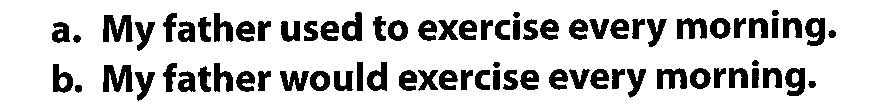 a. My father used to exercise every morning.
b. My father would exercise every morning.